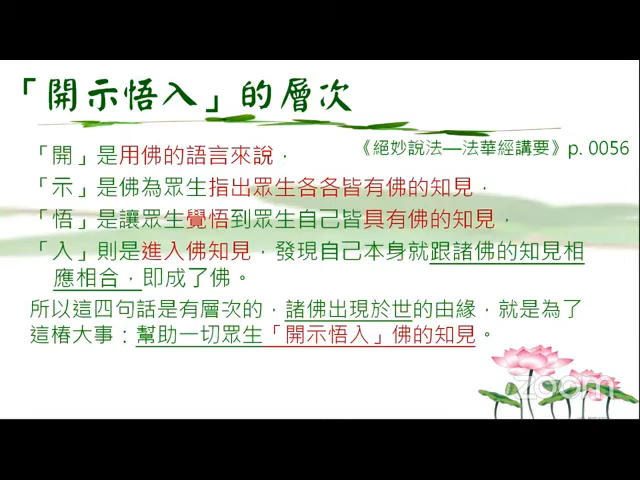 「開示悟入」的層次
《絕妙說法—法華經講要》p. 0056
「開」是用佛的語言來說，
「示」是佛為眾生指出眾生各各皆有佛的知見，
「悟」是讓眾生覺悟到眾生自己皆具有佛的知見，
「入」則是進入佛知見，發現自己本身就跟諸佛的知見相
應相合，即成了佛。
所以這四句話是有層次的，諸佛出現於世的由緣，就是為了
這樁大事：幫助一切眾生「開示悟入」佛的知見。
zoom